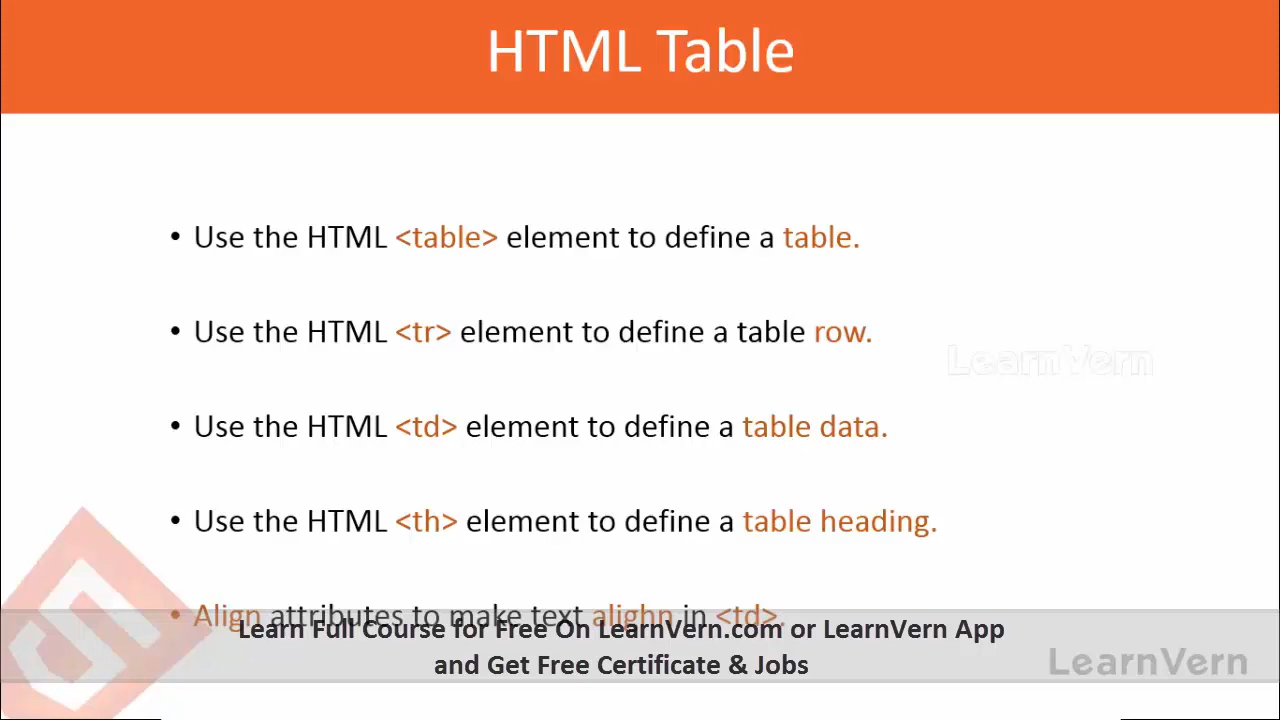 HTML Table
• Use the HTML <table> element to define a table.
• Use the HTML <tr> element to define a table row.
LearnVern
• Use the HTML <td> element to define a table data.
• Use the HTML <th> element to define a table heading.
• Align attributes to make text alighn in <td>.
Learn Full Course for Free On LearnVern.com or LearnVern App
and Get Free Certificate & Jobs
LearnVern